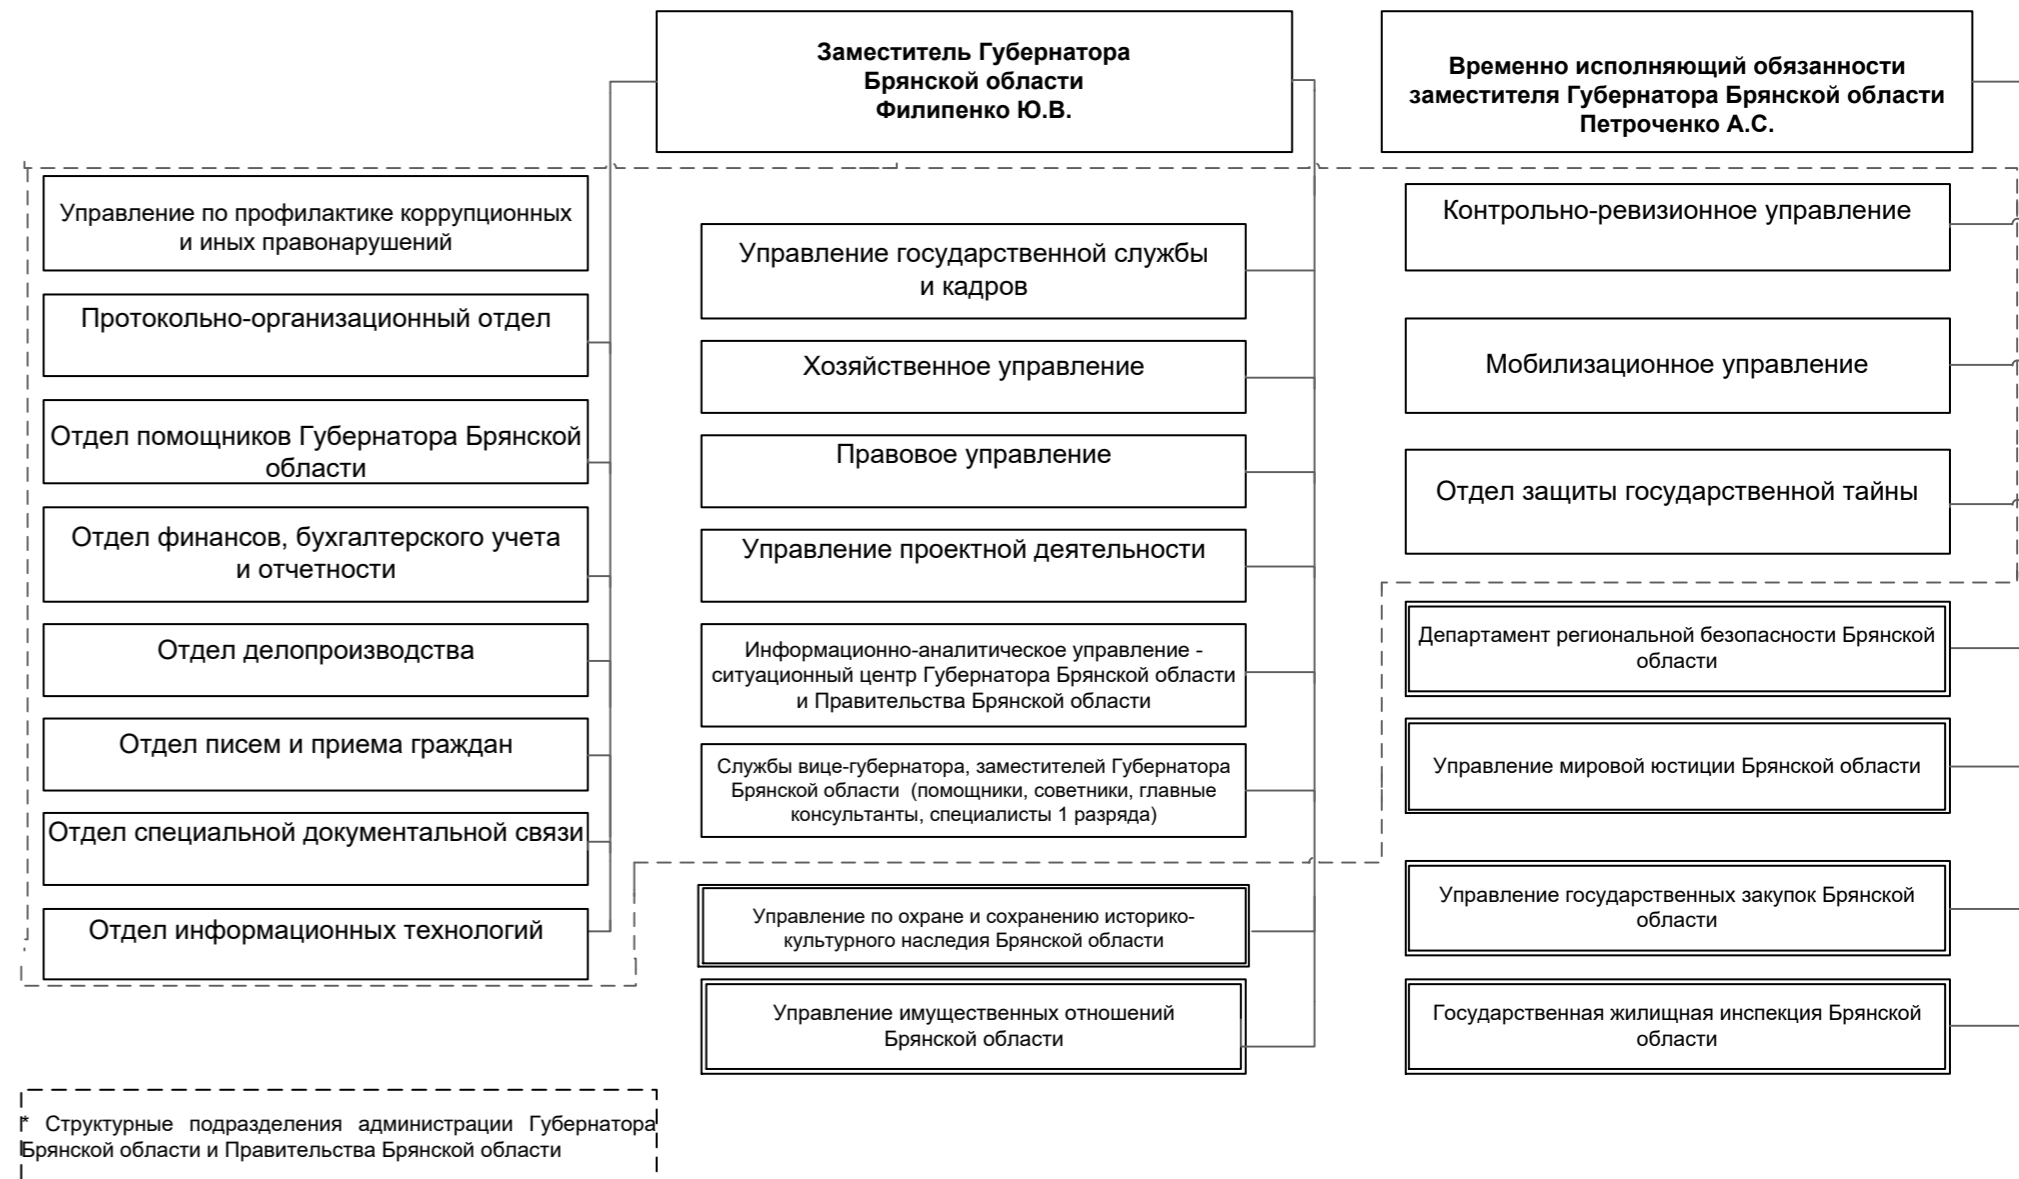 Заместитель Губернатора
Брянской области
Филипенко Ю.В.
Временно исполняющий обязанности
заместителя Губернатора Брянской области
Петроченко А.С.
Управление по профилактике коррупционных
и иных правонарушений
Протокольно-организационный отдел
Отдел помощников Губернатора Брянской
области
Отдел финансов, бухгалтерского учета
и отчетности
Отдел делопроизводства
Отдел писем и приема граждан
Отдел специальной документальной связи
Отдел информационных технологий
Управление государственной службы
и кадров
Хозяйственное управление
Правовое управление
Управление проектной деятельности
Информационно-аналитическое управление -
ситуационный центр Губернатора Брянской области
и Правительства Брянской области
Службы вице-губернатора, заместителей Губернатора
Брянской области (помощники, советники, главные
консультанты, специалисты 1 разряда)
Управление по охране и сохранению историко-
культурного наследия Брянской области
Управление имущественных отношений
Брянской области
Контрольно-ревизионное управление
Мобилизационное управление
Отдел защиты государственной тайны
Департамент региональной безопасности Брянской
области
Управление мировой юстиции Брянской области
Управление государственных закупок Брянской
области
Государственная жилищная инспекция Брянской
области
* Структурные подразделения администрации Губернатора
Брянской области и Правительства Брянской области